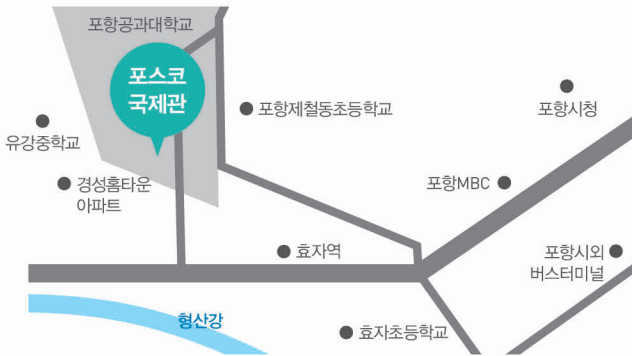 포항공과대학교
포스코
국제관
포항제철동초등학교
포항시청
유강중학교
경성홈타운
아파트
포항MBC
효자역
포항시외
버스터미널
형산강
효자초등학교